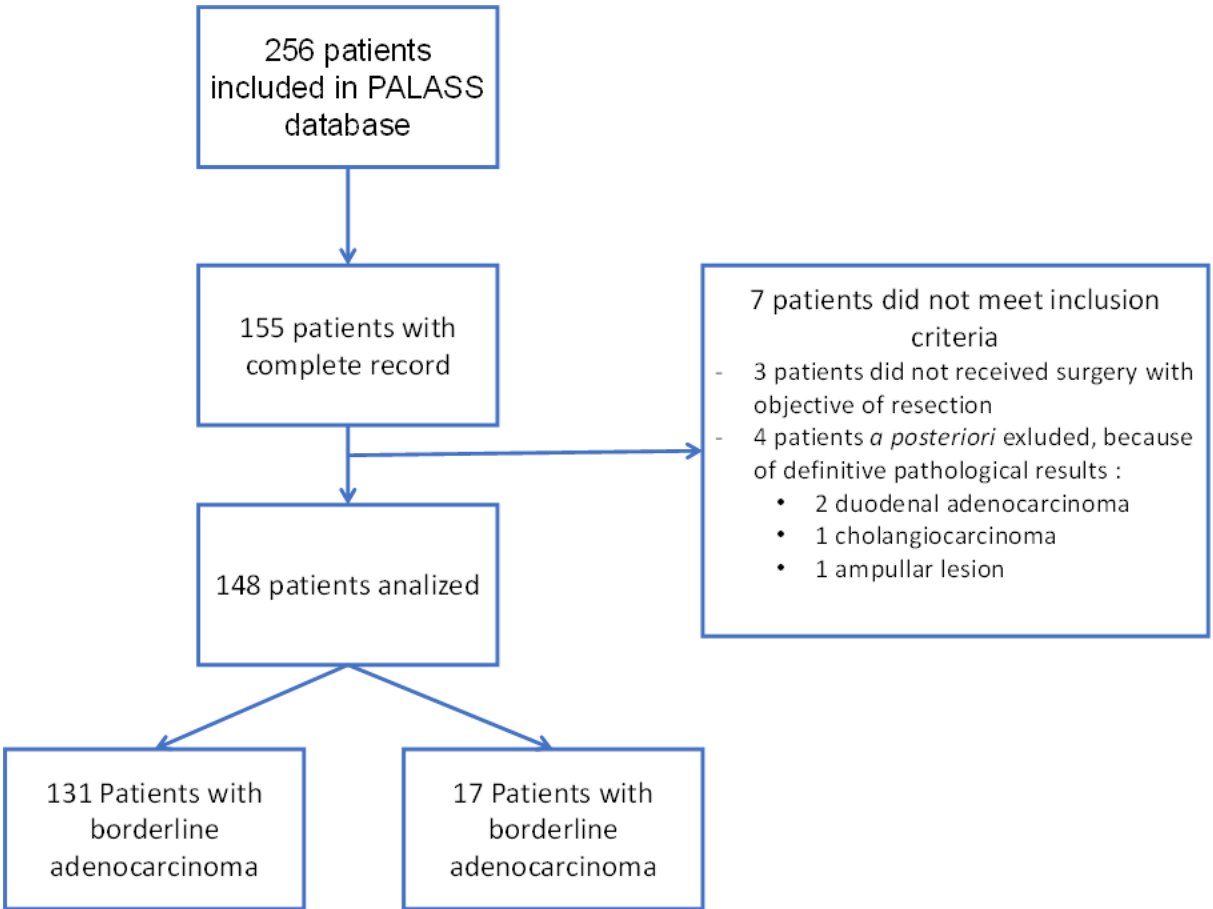 256 patients
included in PALASS
database
155 patients with
complete record
7 patients did not meet inclusion
criteria
- 3 patients did not received surgery with
objective of resection
- 4 patients a posteriori exluded, because
of definitive pathological results :
• 2 duodenal adenocarcinoma
• 1 cholangiocarcinoma
• 1 ampullar lesion
148 patients analized
131 Patients with
borderline
adenocarcinoma
17 Patients with
borderline
adenocarcinoma